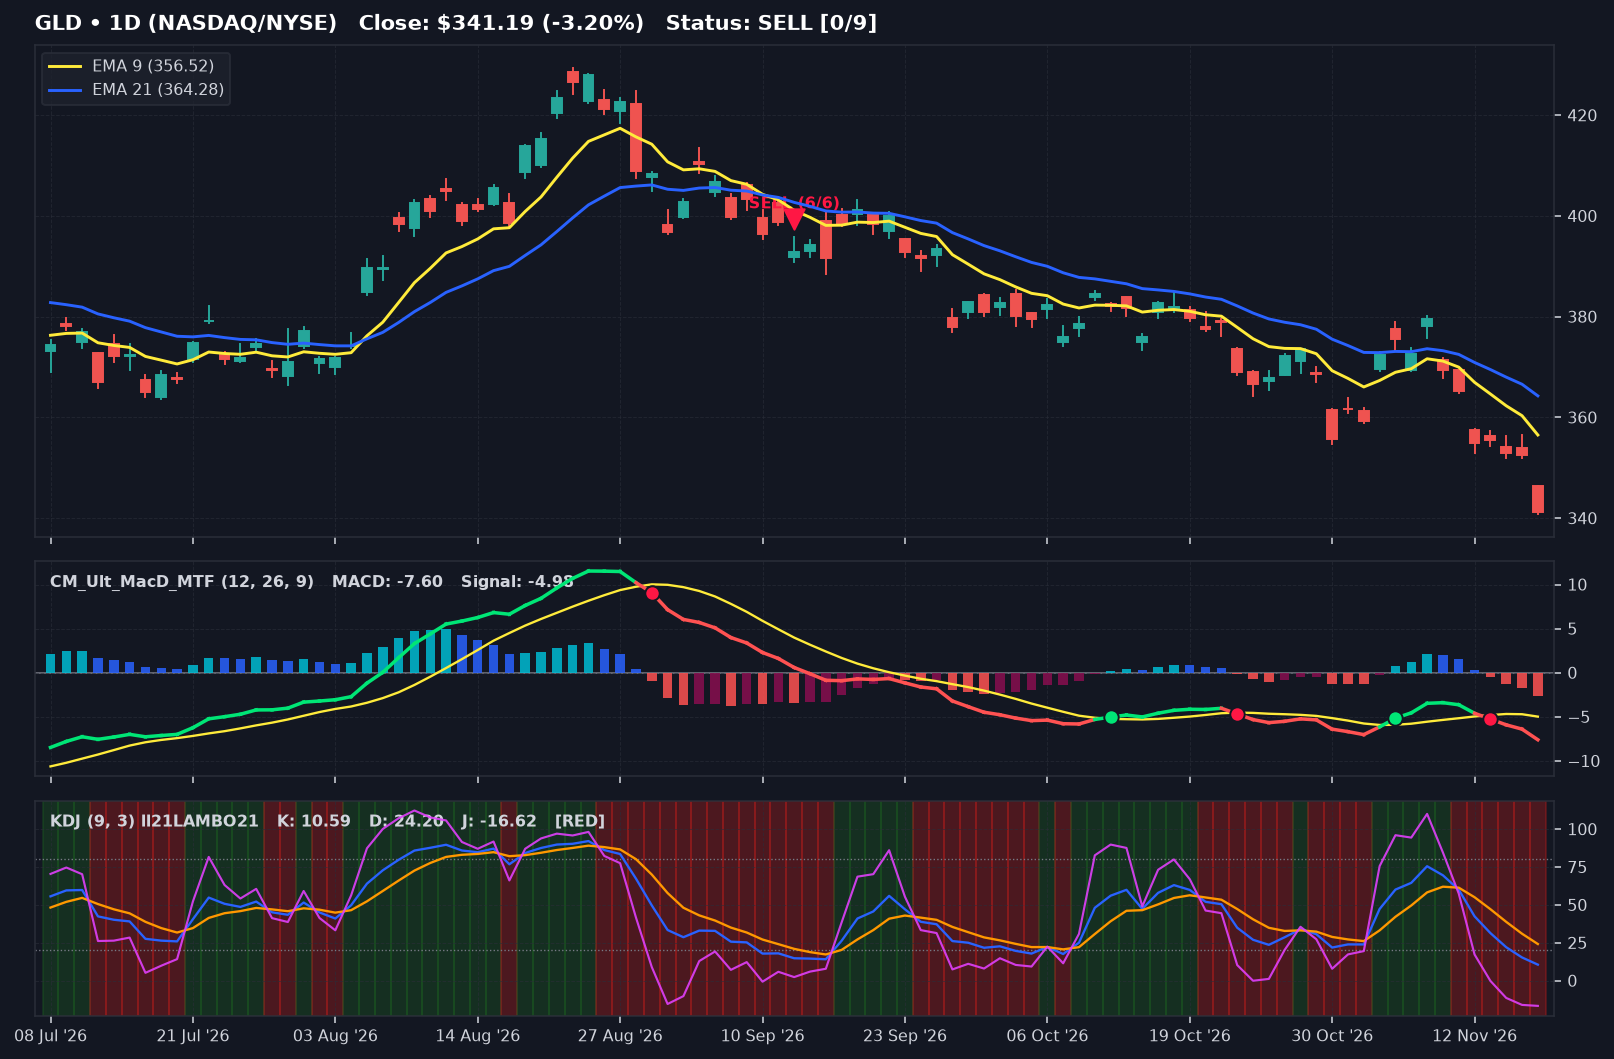 GLD • 1D (NASDAQ/NYSE)   Close: $341.19 (-3.20%)   Status: SELL [0/9]
EMA 9 (356.52)
EMA 21 (364.28)
SELL (6/6)
420
400
380
360
340
CM_Ult_MacD_MTF (12, 26, 9)   MACD: -7.60   Signal: -4.98
10
5
0
−5
−10
KDJ (9, 3) II21LAMBO21   K: 10.59   D: 24.20   J: -16.62   [RED]
100
75
50
25
0
08 Jul '26   21 Jul '26   03 Aug '26   14 Aug '26   27 Aug '26   10 Sep '26   23 Sep '26   06 Oct '26   19 Oct '26   30 Oct '26   12 Nov '26